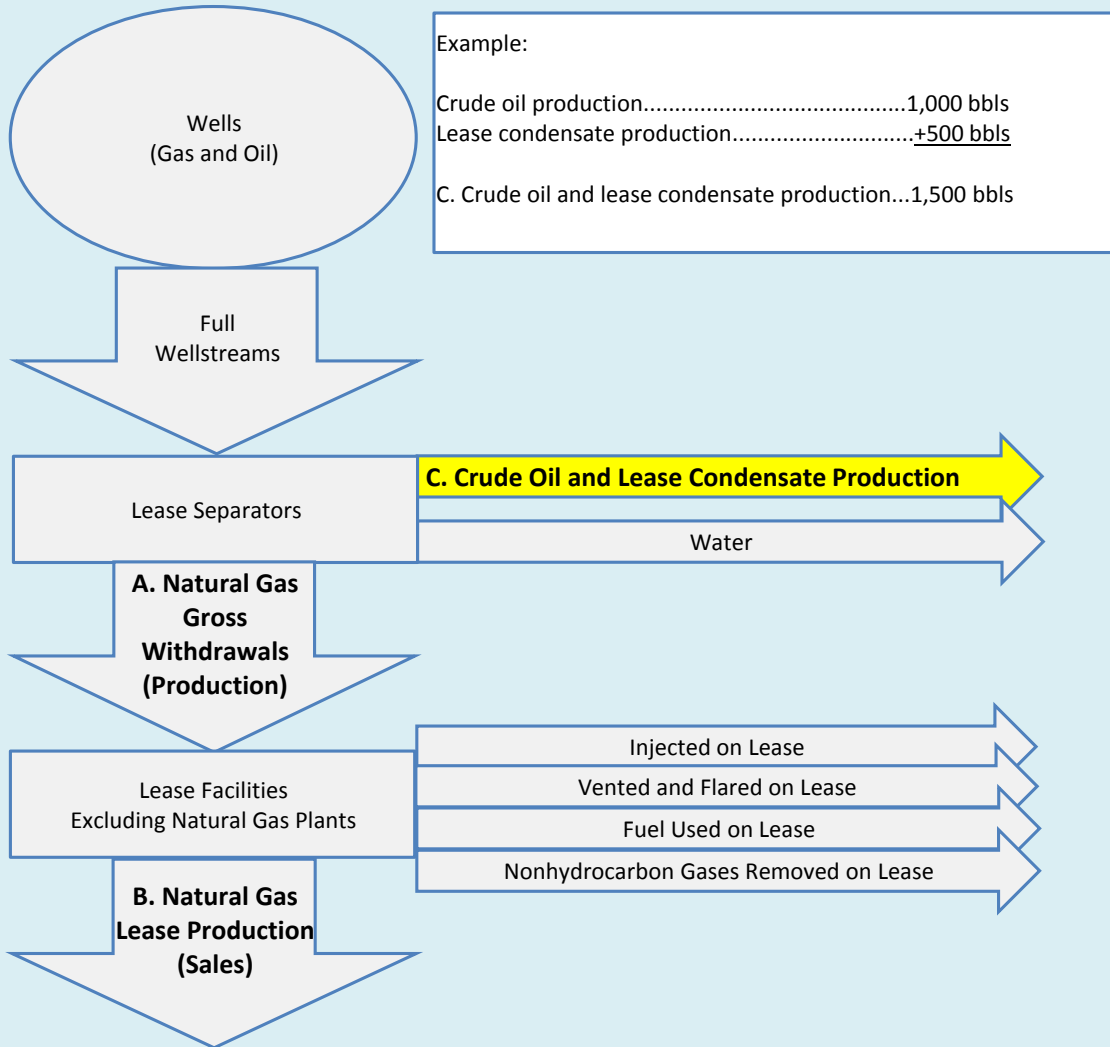 Wells
(Gas and Oil)
Example:
Crude oil production..........................................1,000 bbls
Lease condensate production................................+500 bbls
C. Crude oil and lease condensate production...1,500 bbls
Full
Wellstreams
Lease Separators
C. Crude Oil and Lease Condensate Production
Water
A. Natural Gas
Gross
Withdrawals
(Production)
Lease Facilities
Excluding Natural Gas Plants
Injected on Lease
Vented and Flared on Lease
Fuel Used on Lease
Nonhydrocarbon Gases Removed on Lease
B. Natural Gas
Lease Production
(Sales)